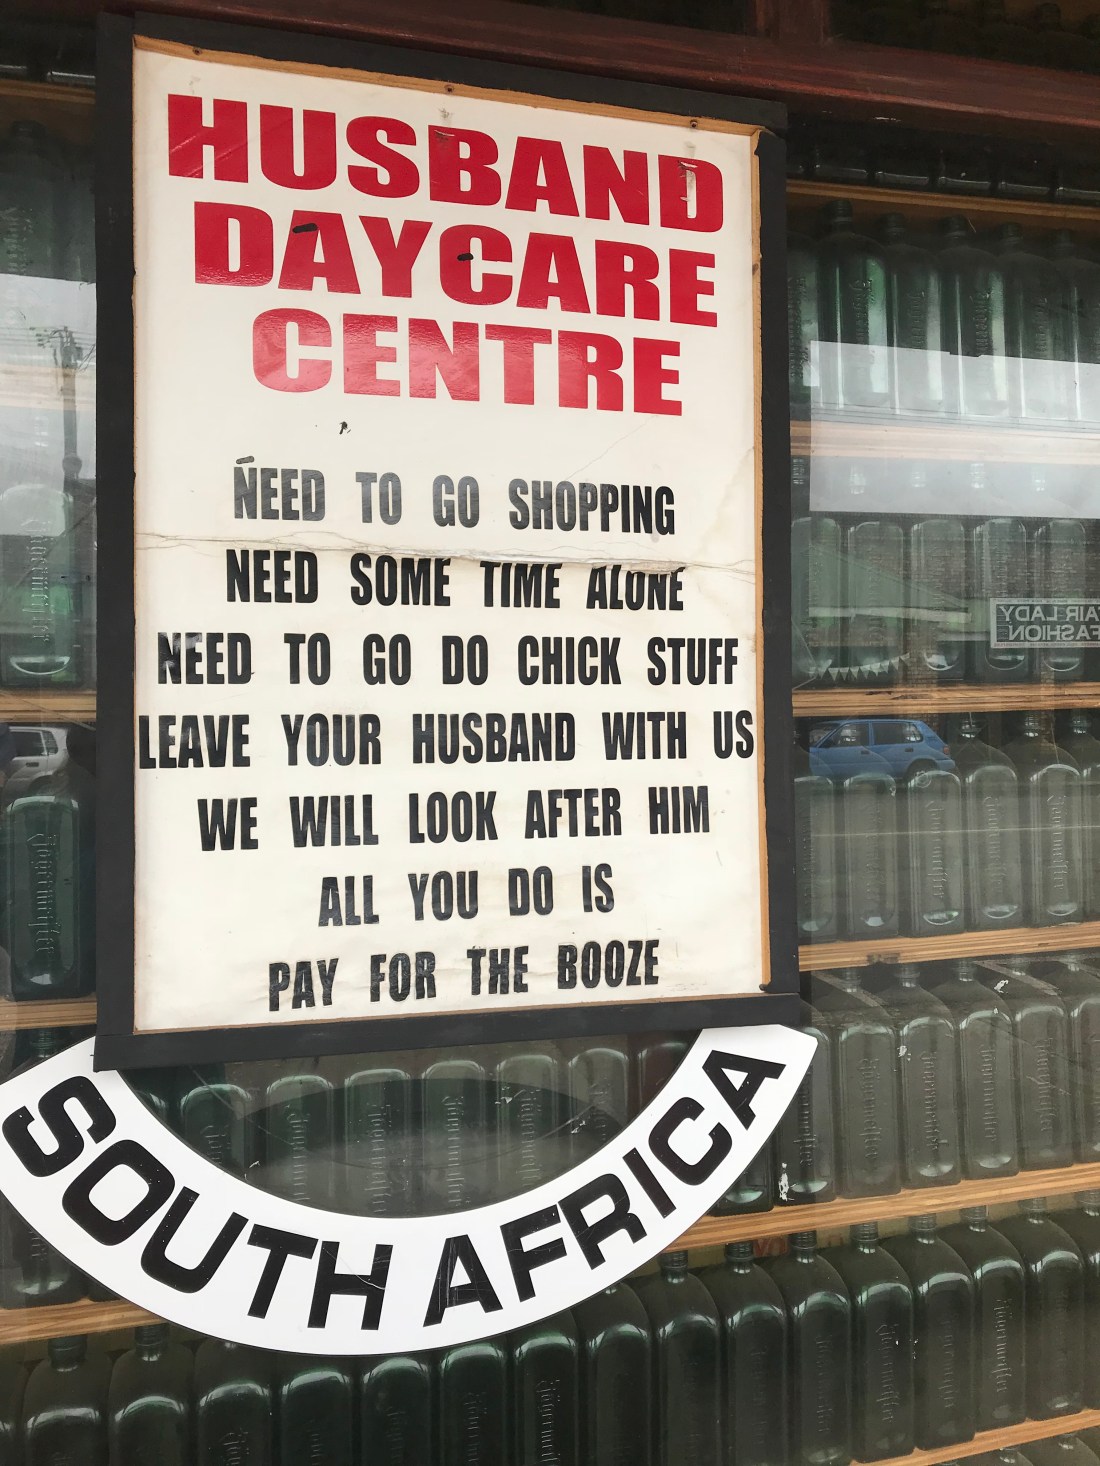 HUSBAND
DAYCARE
CENTRE
NEED TO GO SHOPPING
NEED SOME TIME ALONE
NEED TO GO DO CHICK STUFF
LEAVE YOUR HUSBAND WITH US
WE WILL LOOK AFTER HIM
ALL YOU DO IS
PAY FOR THE BOOZE
SOUTH AFRICA
FAIR LADY
FASHION
Jägermeister